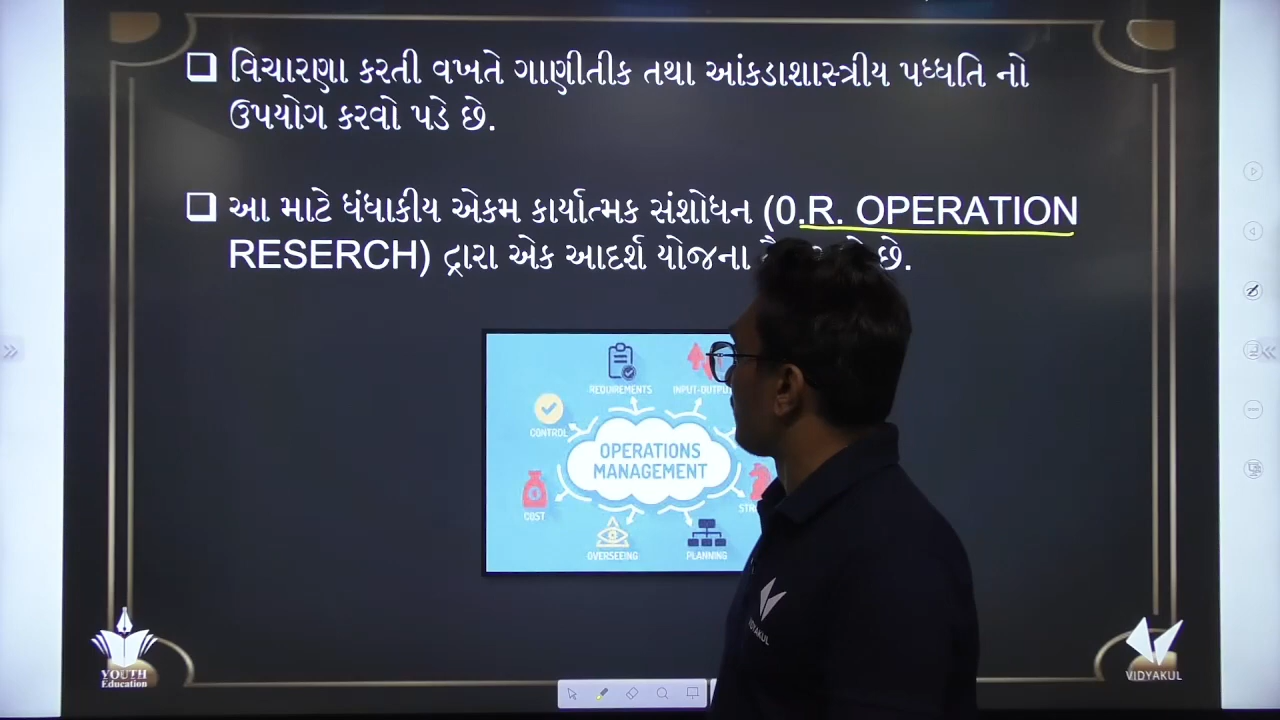 વિચારણા કરતી વખતે ગાણીતીક તથા આંકડાશાસ્ત્રીય પધ્ધતિ નો
ઉપયોગ કરવો પડે છે.
આ માટે ધંધાકીય એકમ કાર્યાત્મક સંશોધન (0.R. OPERATION
RESERCH) દ્વારા એક આદર્શ યોજના છે.
REQUIREMENTS INPUT-OUTPU
CONTROL
OPERATIONS
MANAGEMENT
COST
OVERSEEING PLANNING
VIDYAKUL
YOUTH
Education
VIDYAKUL